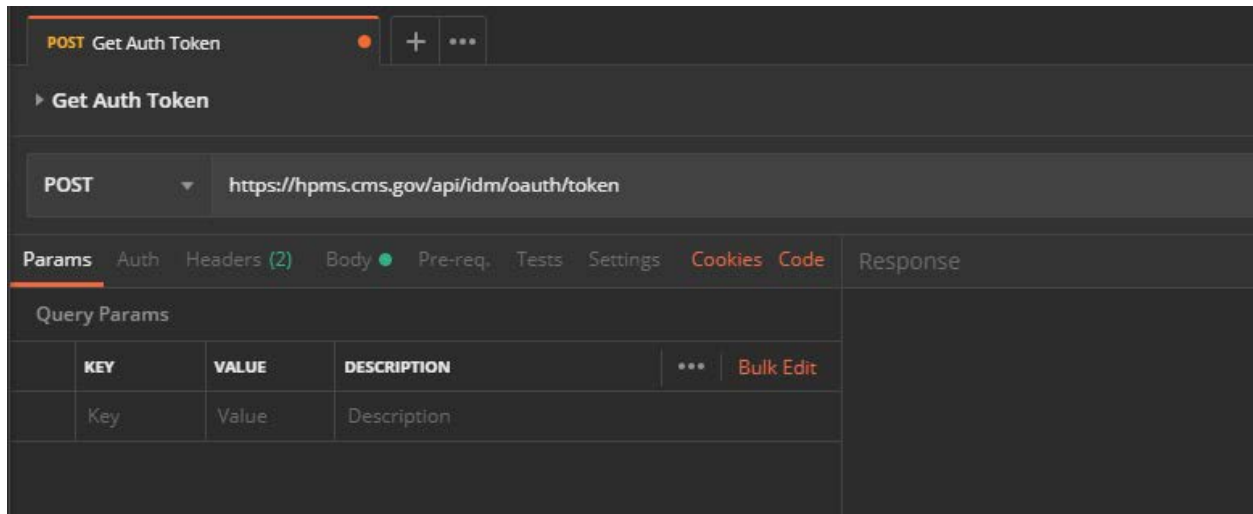 POST Get Auth Token
Get Auth Token
POST https://hpms.cms.gov/api/idm/oauth/token
Params Auth Headers (2) Body Pre-req. Tests Settings Cookies Code Response
Query Params
KEY VALUE DESCRIPTION ••• Bulk Edit
Key Value Description